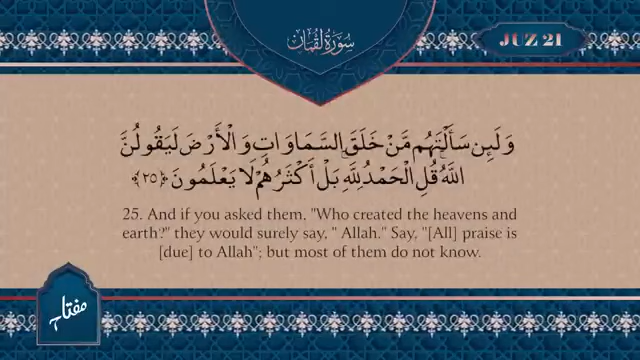 سُورَةُ لُقْمَان
JUZ 21
وَلَئِن سَأَلْتَهُم مَّنْ خَلَقَ السَّمَاوَاتِ وَالْأَرْضَ لَيَقُولُنَّ
اللَّهُ ۚ قُلِ الْحَمْدُ لِلَّهِ ۚ بَلْ أَكْثَرُهُمْ لَا يَعْلَمُونَ ﴿٢٥﴾
25. And if you asked them, "Who created the heavens and
earth?" they would surely say, " Allah." Say, "[All] praise is
[due] to Allah"; but most of them do not know.
مفتاح